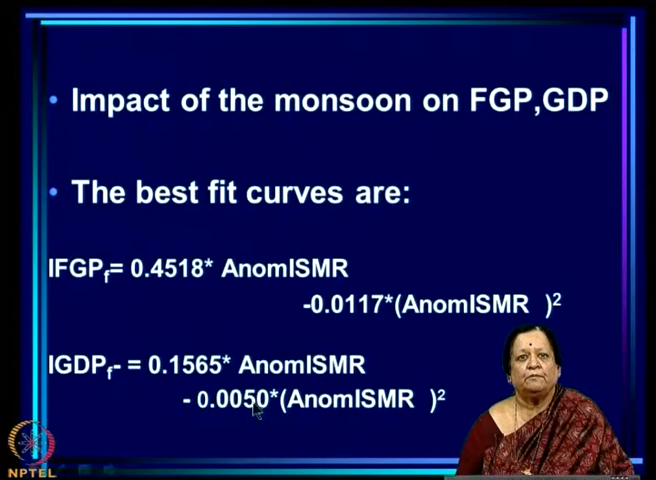 • Impact of the monsoon on FGP,GDP
• The best fit curves are:
IFGPf= 0.4518* AnomISMR
-0.0117*(AnomISMR )2
IGDPf- = 0.1565* AnomISMR
- 0.0050*(AnomISMR )2
NPTEL